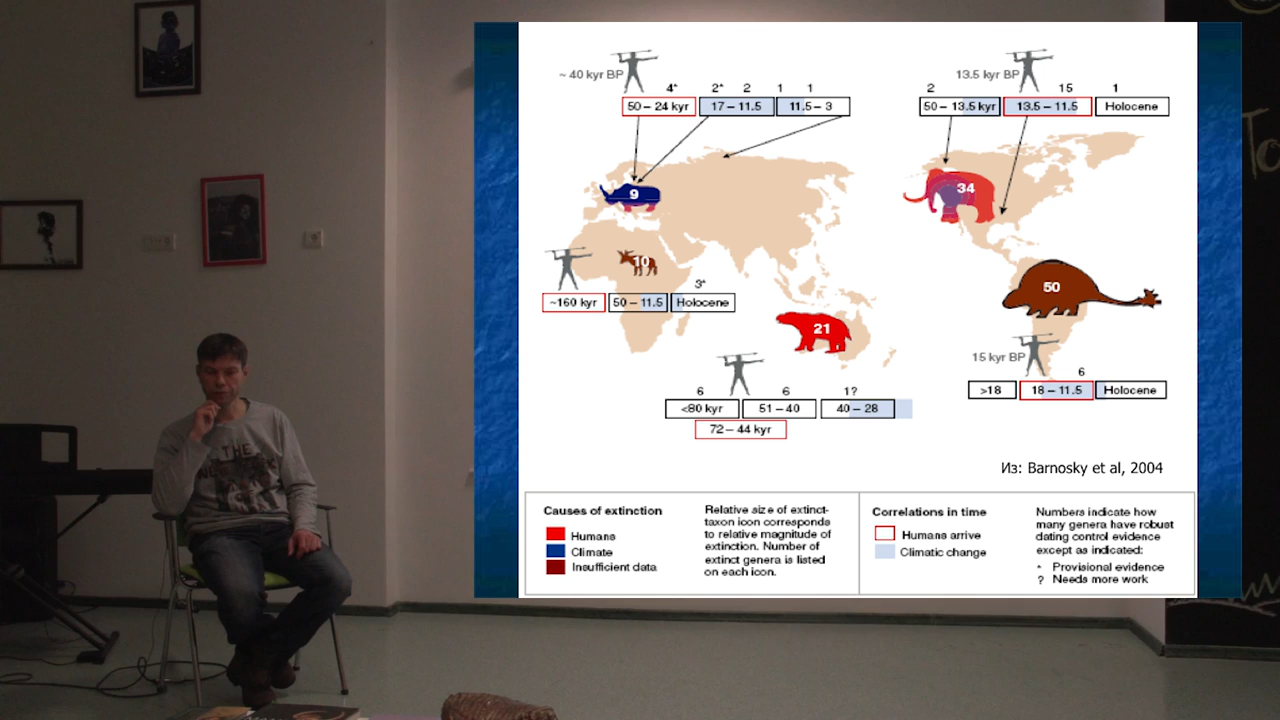 ~ 40 kyr BP
4* 2* 2 1 1
50 – 24 kyr 17 – 11.5 11.5 – 3
9
10
~160 kyr 50 – 11.5 Holocene
3*
21
6 6 1?
<80 kyr 51 – 40 40 – 28
72 – 44 kyr
13.5 kyr BP
2 15 1
50 – 13.5 kyr 13.5 – 11.5 Holocene
34
50
15 kyr BP
6
>18 18 – 11.5 Holocene
Из: Barnosky et al, 2004
Causes of extinction
Humans
Climate
Insufficient data
Relative size of extinct-
taxon icon corresponds
to relative magnitude of
extinction. Number of
extinct genera is listed
on each icon.
Correlations in time
Humans arrive
Climatic change
Numbers indicate how
many genera have robust
dating control evidence
except as indicated:
* Provisional evidence
? Needs more work
THE